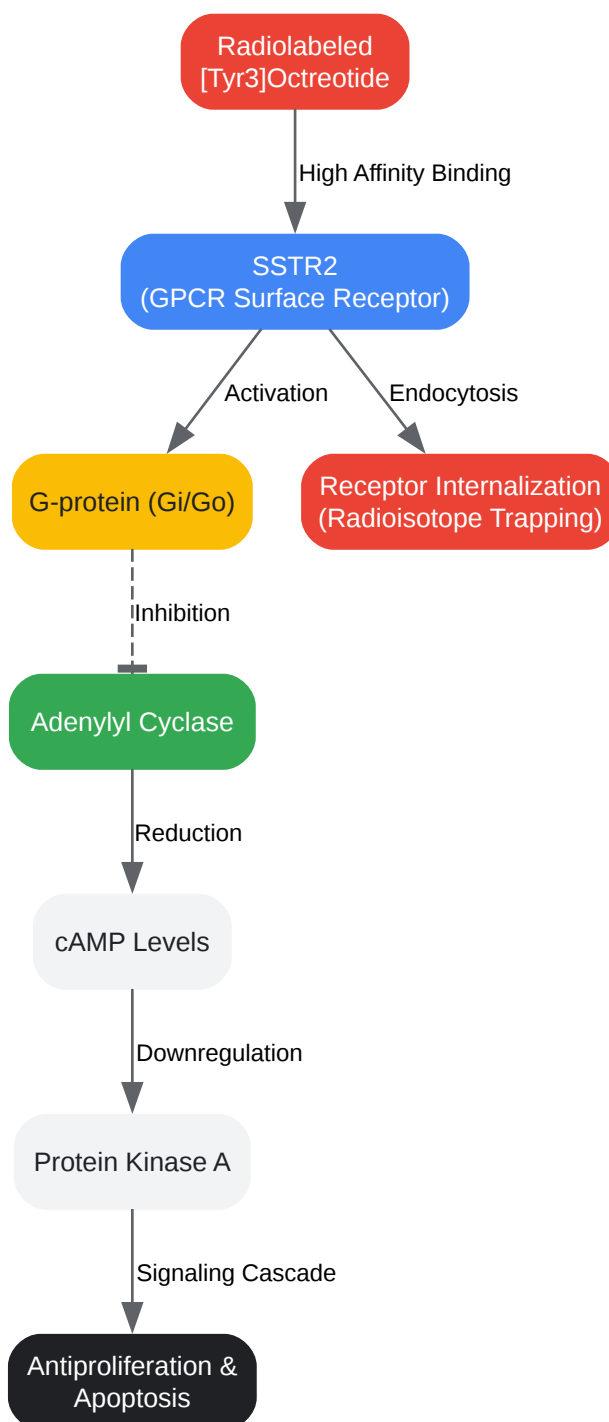 Radiolabeled
[Tyr3]Octreotide
High Affinity Binding
SSTR2
(GPCR Surface Receptor)
Activation
Endocytosis
G-protein (Gi/Go)
Receptor Internalization
(Radioisotope Trapping)
Inhibition
Adenylyl Cyclase
Reduction
cAMP Levels
Downregulation
Protein Kinase A
Signaling Cascade
Antiproliferation &
Apoptosis